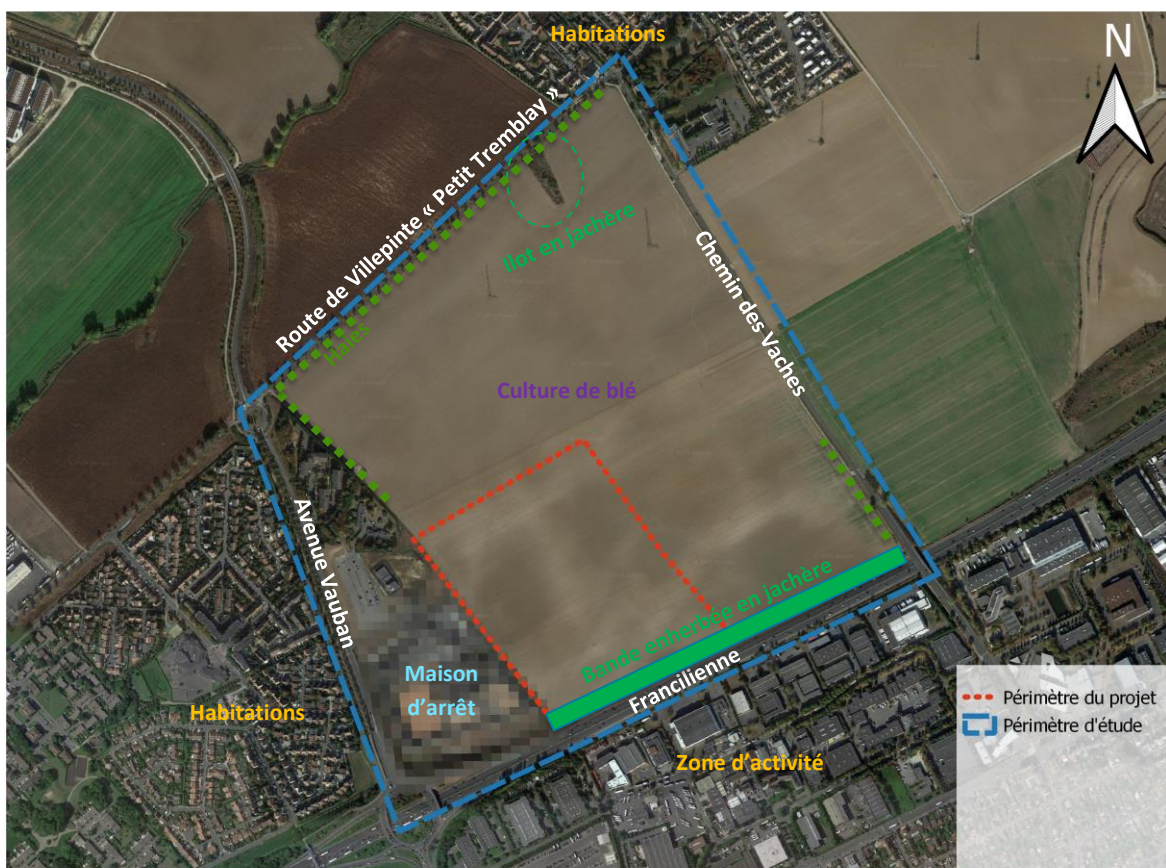 Habitations
N
Route de Villepinte « Petit Tremblay »
Ilot en jachère
Chemin des Vaches
Haies
Culture de blé
Avenue Vauban
Bande enherbée en jachère
Francilienne
Maison
d'arrêt
Habitations
Zone d'activité
Périmètre du projet
Périmètre d'étude